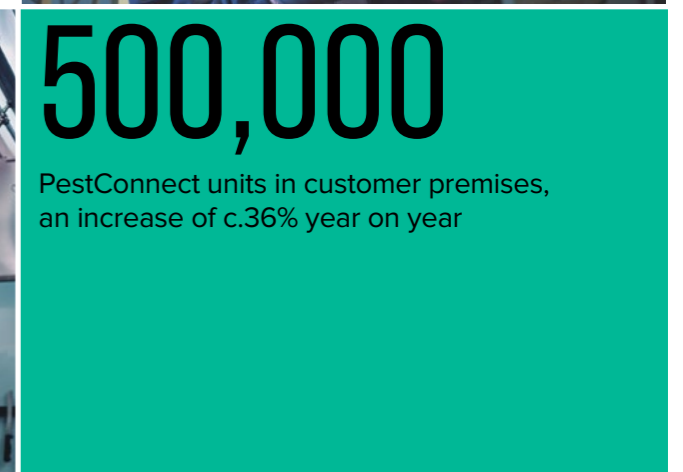 500,000
PestConnect units in customer premises,
an increase of c.36% year on year